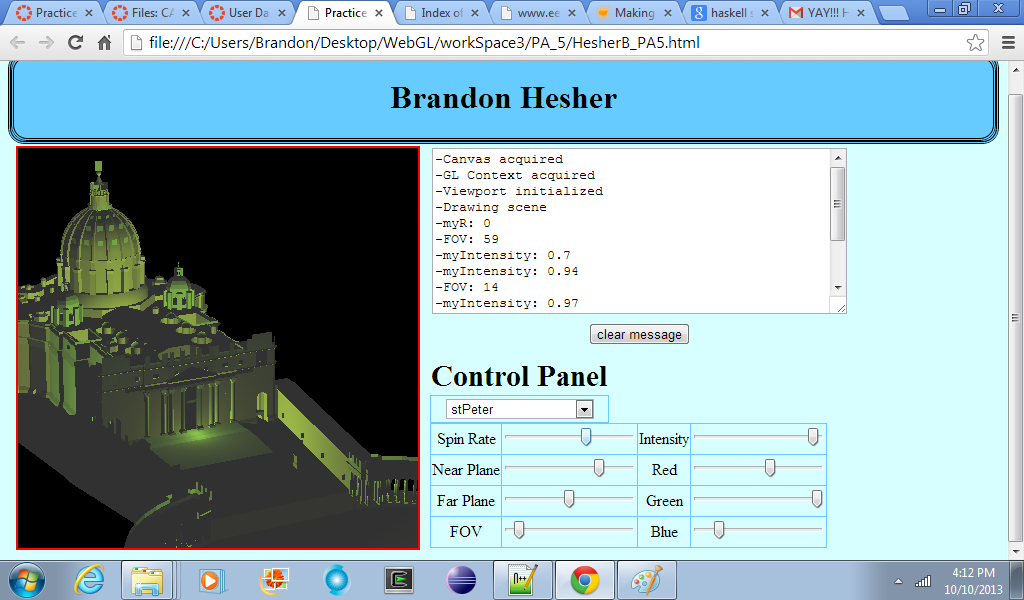 Practice
Files: CA
User Da
Practice
Index of
www.ee
Making
haskell s
YAY!!! H
file:///C:/Users/Brandon/Desktop/WebGL/workSpace3/PA_5/HesherB_PA5.html
Brandon Hesher
-Canvas acquired
-GL Context acquired
-Viewport initialized
-Drawing scene
-myR: 0
-FOV: 59
-myIntensity: 0.7
-myIntensity: 0.94
-FOV: 14
-myIntensity: 0.97
clear message
Control Panel
stPeter
Spin Rate Intensity
Near Plane Red
Far Plane Green
FOV Blue
4:12 PM
10/10/2013